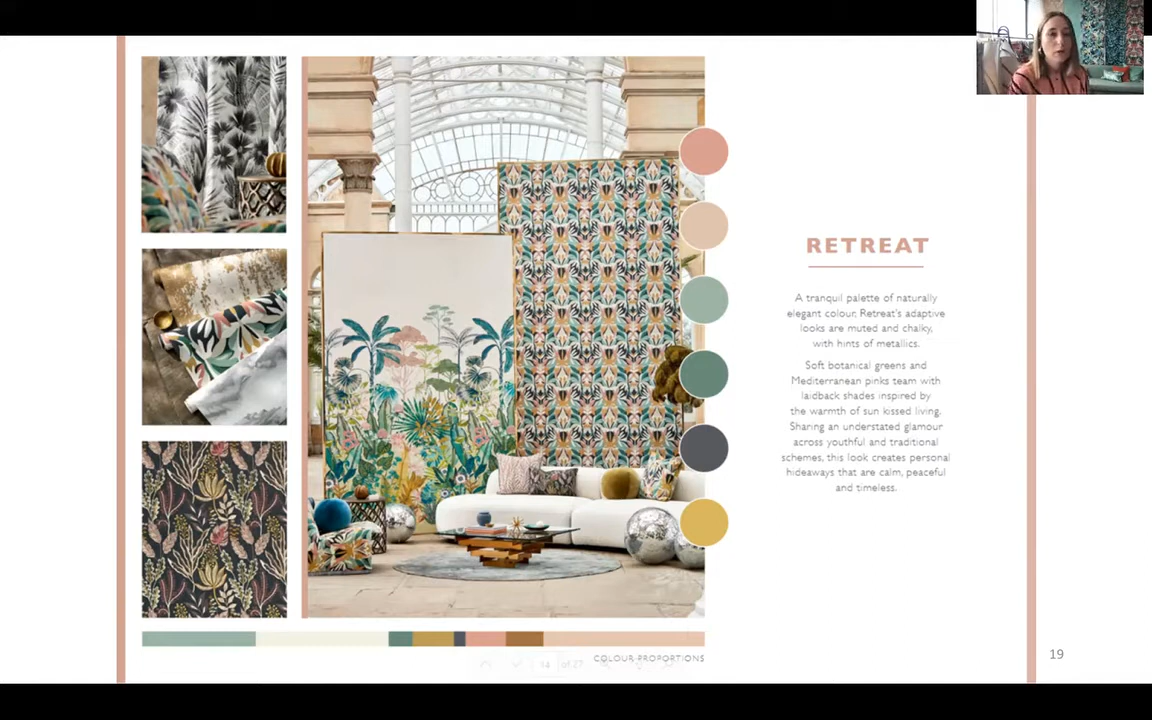 RETREAT
A tranquil palette of naturally
elegant colour, Retreat's adaptive
looks are muted and chalky,
with hints of metallics.
Soft botanical greens and
Mediterranean pinks team with
laidback shades inspired by
the warmth of sun kissed living.
Sharing an understated glamour
across youthful and traditional
schemes, this look creates personal
hideaways that are calm, peaceful
and timeless.
COLOUR PROPORTIONS
14 of 27
19